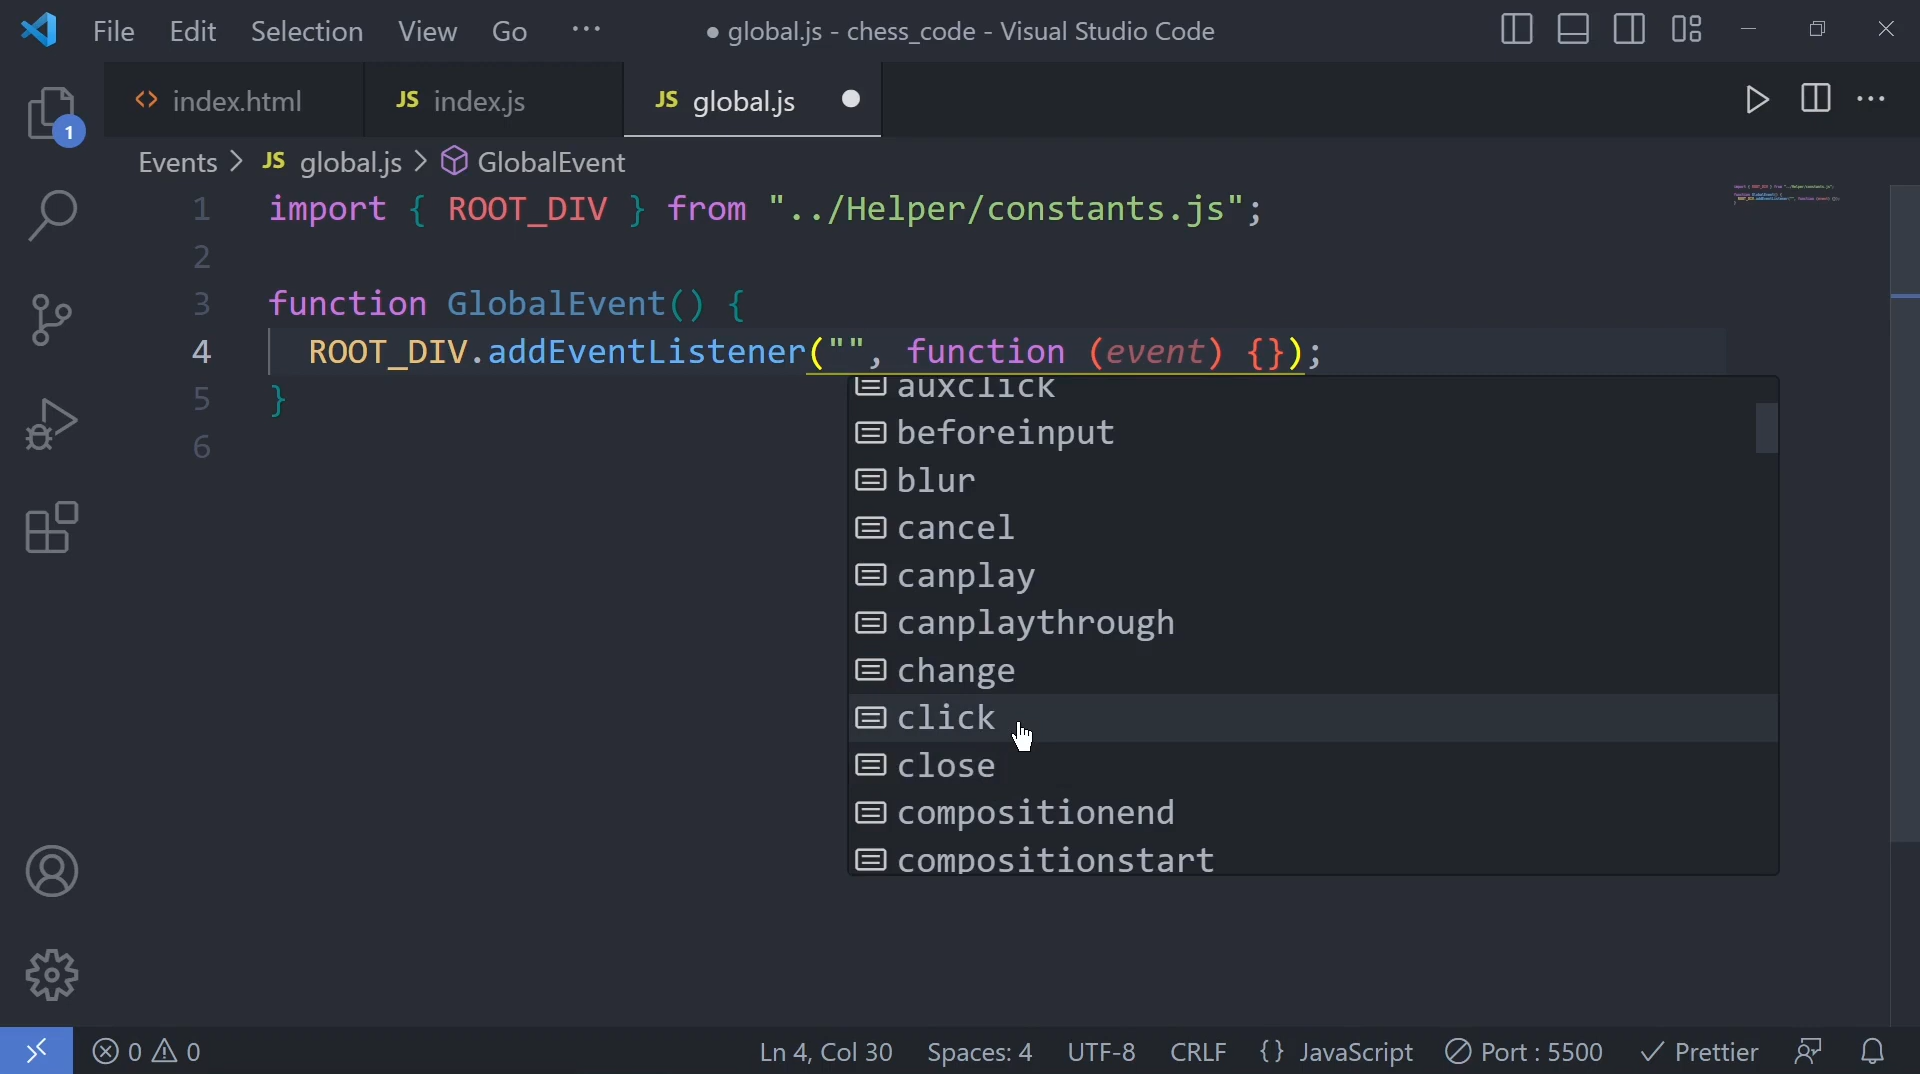 File Edit Selection View Go ··· ● global.js - chess_code - Visual Studio Code
<> index.html JS index.js JS global.js
Events > JS global.js > GlobalEvent
1 import { ROOT_DIV } from "../Helper/constants.js";
2
3 function GlobalEvent() {
4 ROOT_DIV.addEventListener("", function (event) {});
5 }
6
auxclick
beforeinput
blur
cancel
canplay
canplaythrough
change
click
close
compositionend
compositionstart
1
0 0 Ln 4, Col 30 Spaces: 4 UTF-8 CRLF {} JavaScript Port : 5500 Prettier